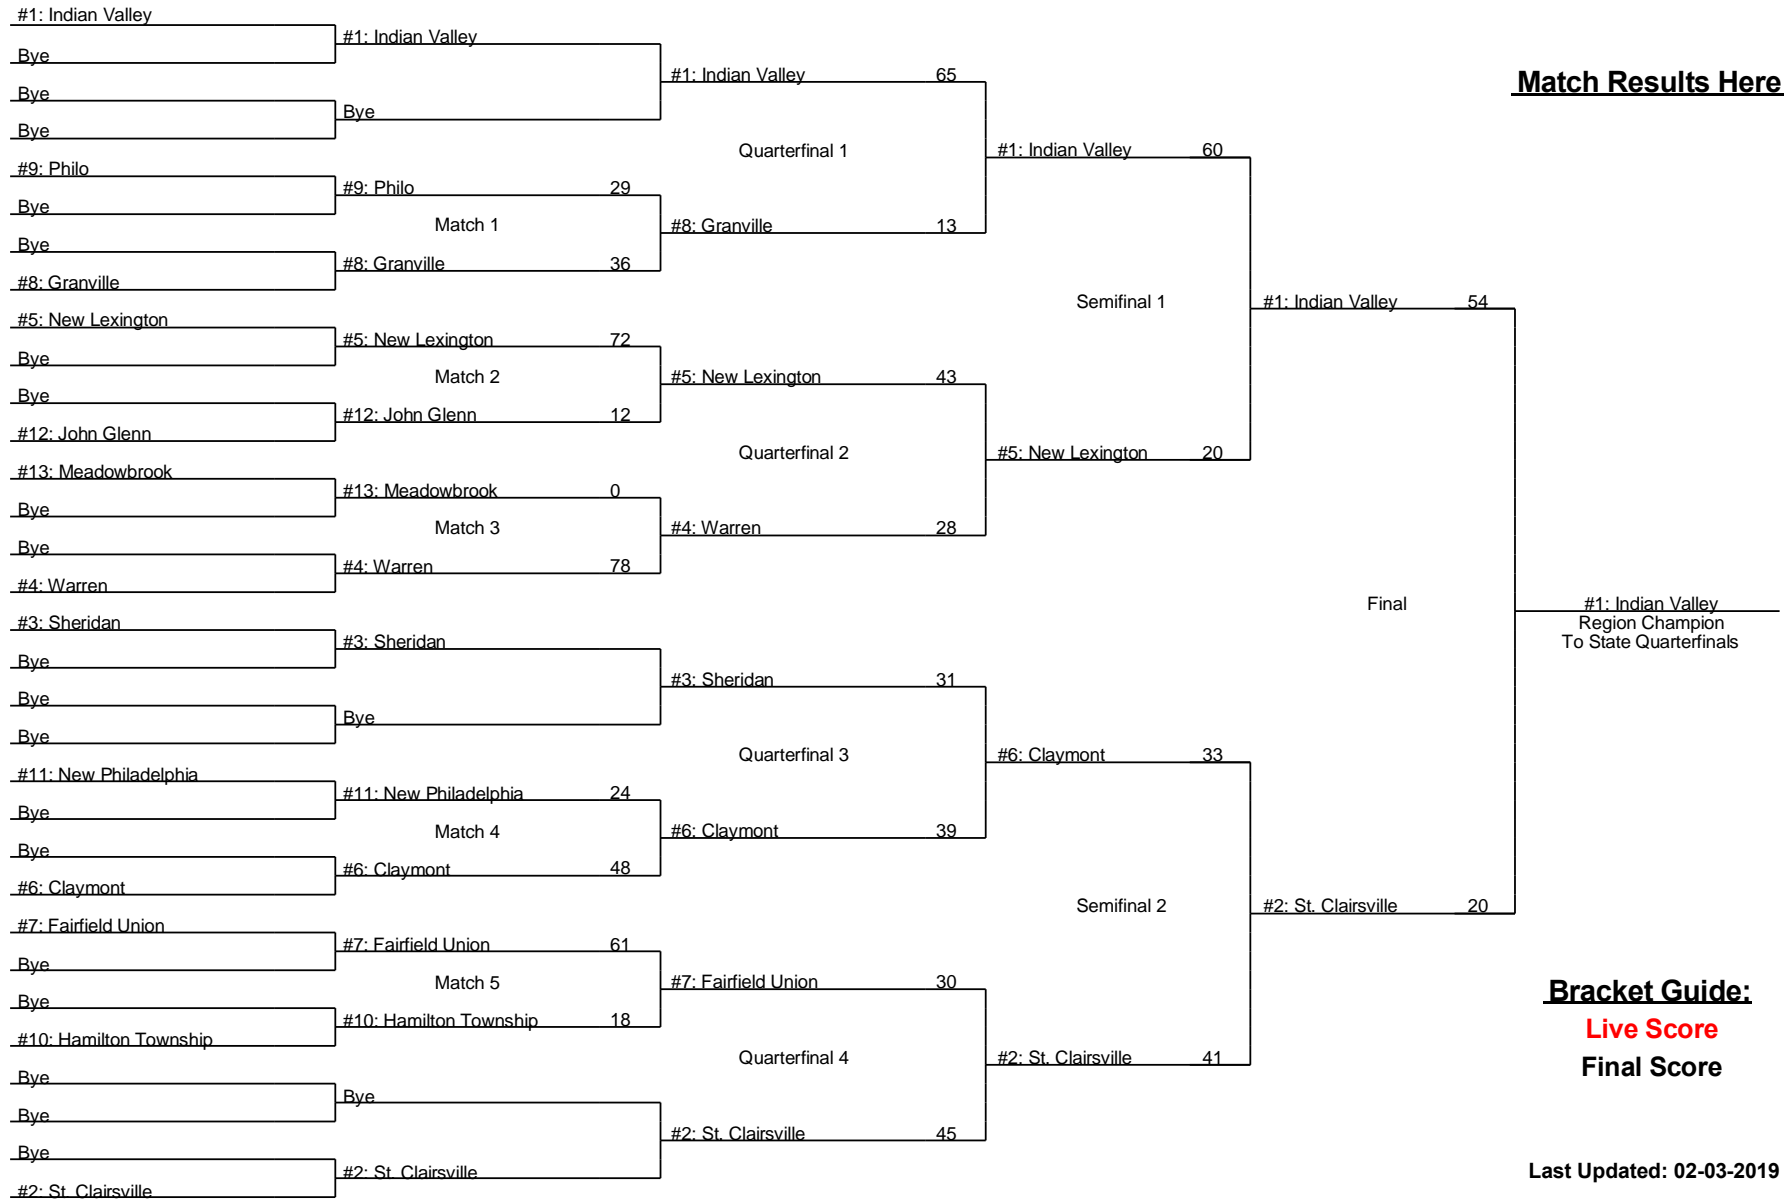 #1: Indian Valley
Bye
Bye
Bye
#9: Philo
Bye
Bye
#8: Granville
#5: New Lexington
Bye
Bye
#12: John Glenn
#13: Meadowbrook
Bye
Bye
#4: Warren
#3: Sheridan
Bye
Bye
Bye
#11: New Philadelphia
Bye
Bye
#6: Claymont
#7: Fairfield Union
Bye
Bye
#10: Hamilton Township
Bye
Bye
Bye
#2: St. Clairsville
#1: Indian Valley
Bye
#9: Philo 29
Match 1
#8: Granville 36
#5: New Lexington 72
Match 2
#12: John Glenn 12
#13: Meadowbrook 0
Match 3
#4: Warren 78
#3: Sheridan
Bye
#11: New Philadelphia 24
Match 4
#6: Claymont 48
#7: Fairfield Union 61
Match 5
#10: Hamilton Township 18
Bye
#2: St. Clairsville
#1: Indian Valley 65
Quarterfinal 1
#8: Granville 13
#5: New Lexington 43
Quarterfinal 2
#4: Warren 28
#3: Sheridan 31
Quarterfinal 3
#6: Claymont 39
#7: Fairfield Union 30
Quarterfinal 4
#2: St. Clairsville 45
#1: Indian Valley 60
Semifinal 1
#5: New Lexington 20
#6: Claymont 33
Semifinal 2
#2: St. Clairsville 41
#1: Indian Valley 54
Final
#2: St. Clairsville 20
Match Results Here
#1: Indian Valley
Region Champion
To State Quarterfinals
Bracket Guide:
Live Score
Final Score
Last Updated: 02-03-2019